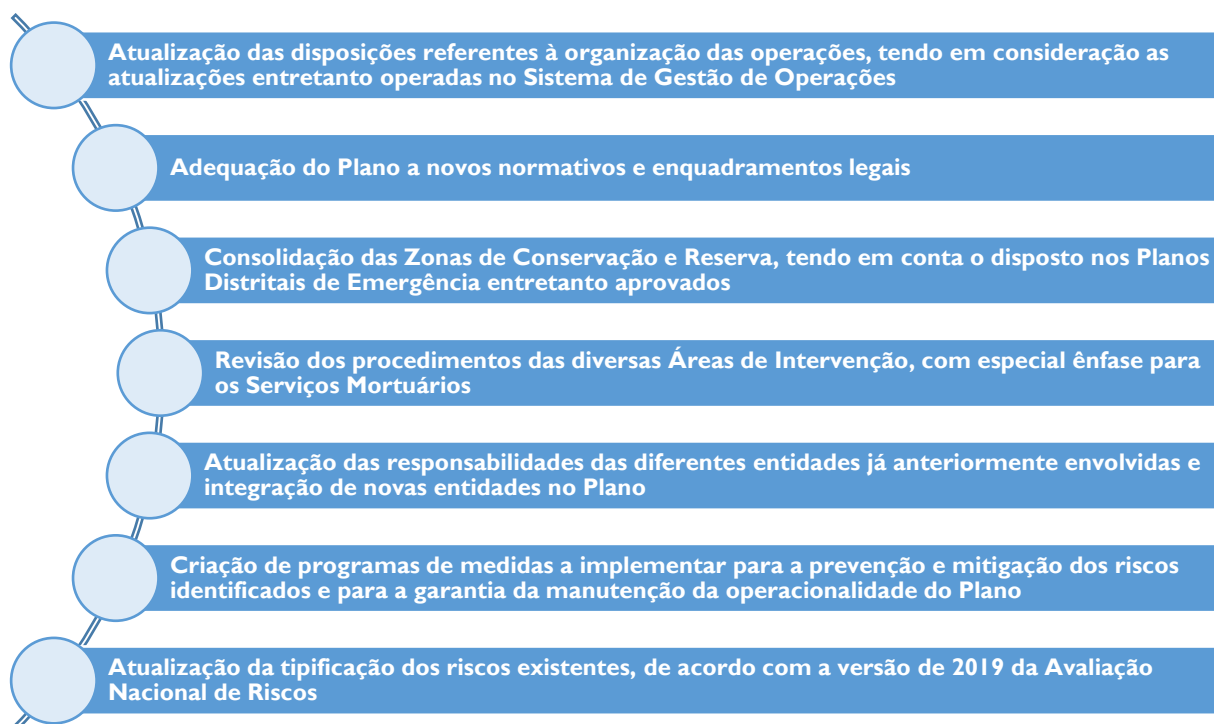 Atualização das disposições referentes à organização das operações, tendo em consideração as
atualizações entretanto operadas no Sistema de Gestão de Operações
Adequação do Plano a novos normativos e enquadramentos legais
Consolidação das Zonas de Conservação e Reserva, tendo em conta o disposto nos Planos
Distritais de Emergência entretanto aprovados
Revisão dos procedimentos das diversas Áreas de Intervenção, com especial ênfase para
os Serviços Mortuários
Atualização das responsabilidades das diferentes entidades já anteriormente envolvidas e
integração de novas entidades no Plano
Criação de programas de medidas a implementar para a prevenção e mitigação dos riscos
identificados e para a garantia da manutenção da operacionalidade do Plano
Atualização da tipificação dos riscos existentes, de acordo com a versão de 2019 da Avaliação
Nacional de Riscos